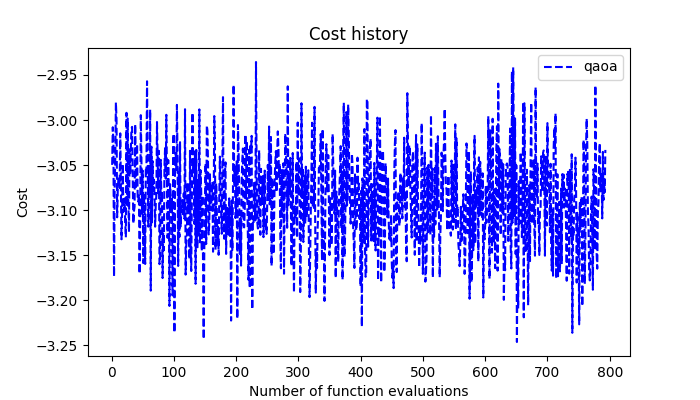 Cost history
qaoa
Cost
−2.95
−3.00
−3.05
−3.10
−3.15
−3.20
−3.25
0 100 200 300 400 500 600 700 800
Number of function evaluations